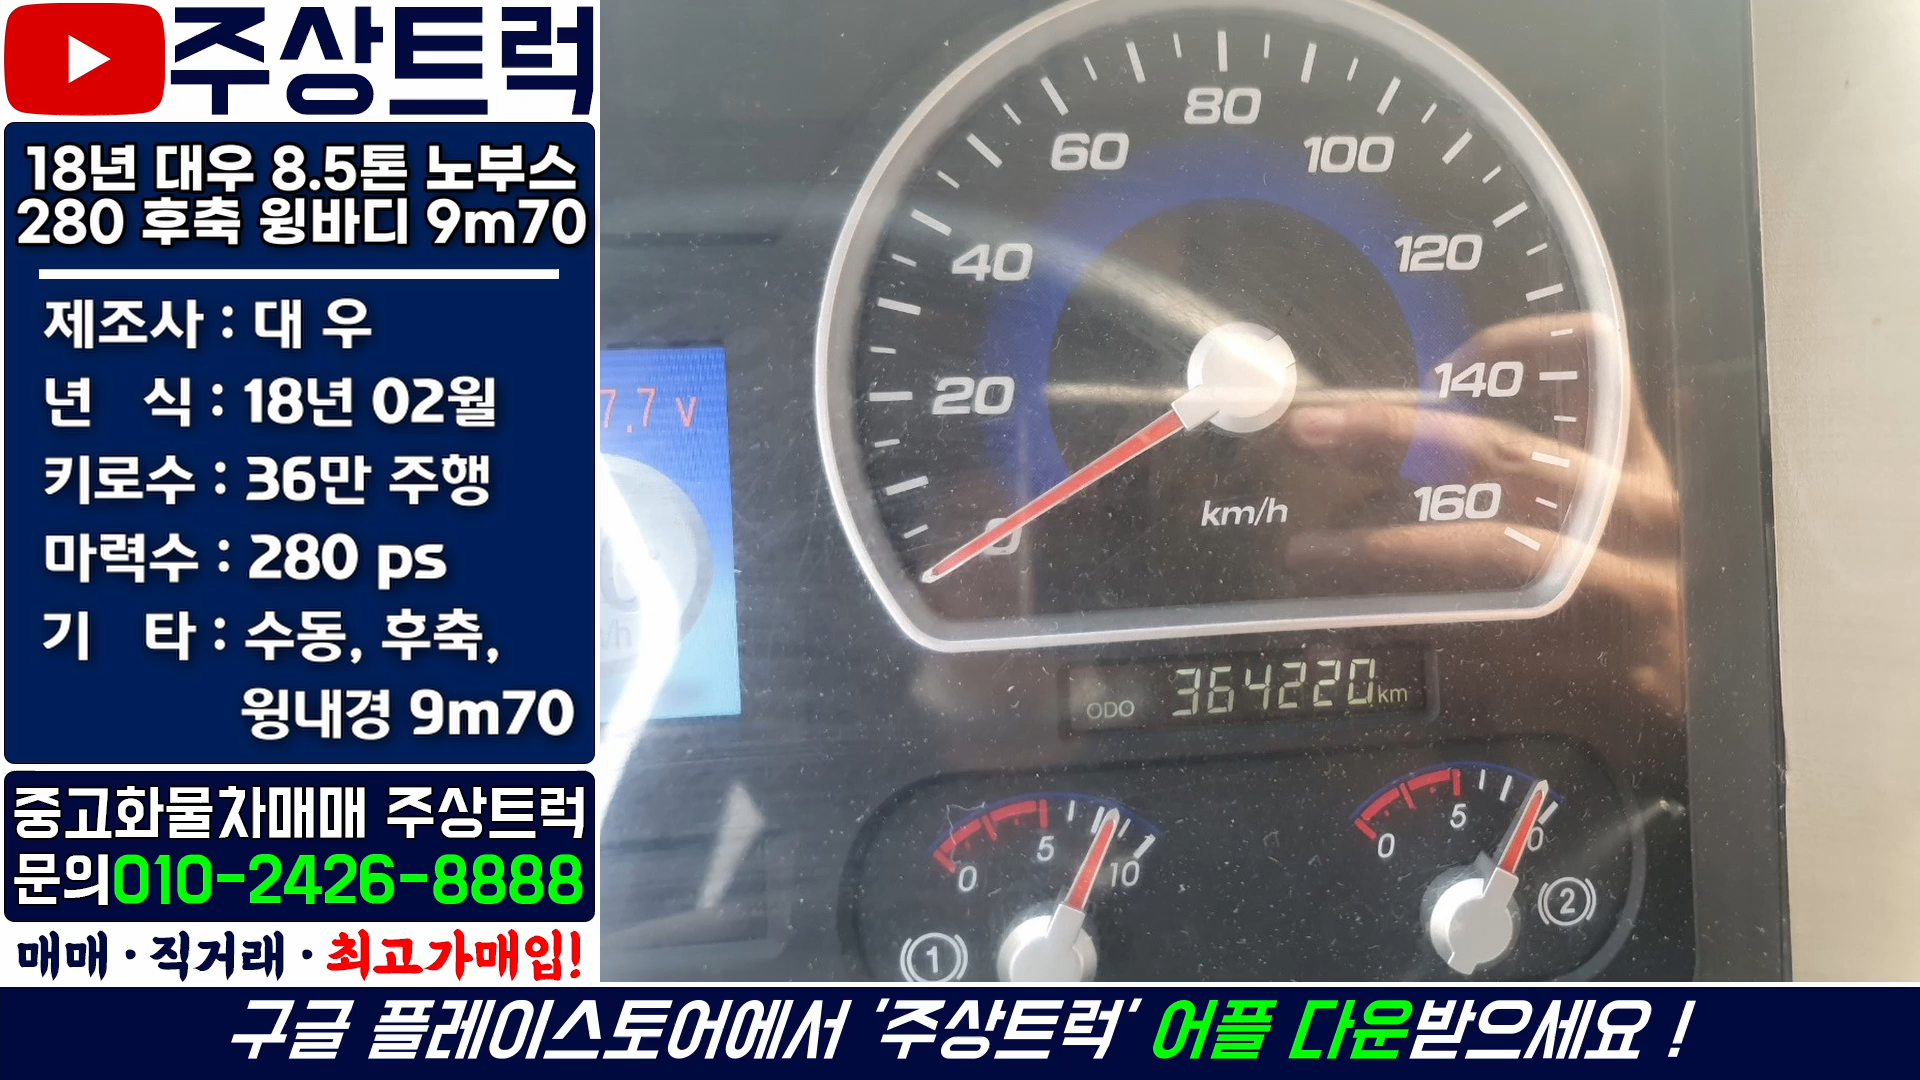 주상트럭
18년 대우 8.5톤 노부스
280 후축 윙바디 9m70
제조사 : 대 우
년 식 : 18년 02월
키로수 : 36만 주행
마력수 : 280 ps
기 타 : 수동, 후축,
윙내경 9m70
중고화물차매매 주상트럭
문의010-2426-8888
매매 · 직거래 · 최고가매입!
구글 플레이스토어에서 '주상트럭' 어플 다운받으세요 !
7.7 v
0 20 40 60 80 100 120 140 160
km/h
ODO 364220 km
0 5 10
1
0 5
2